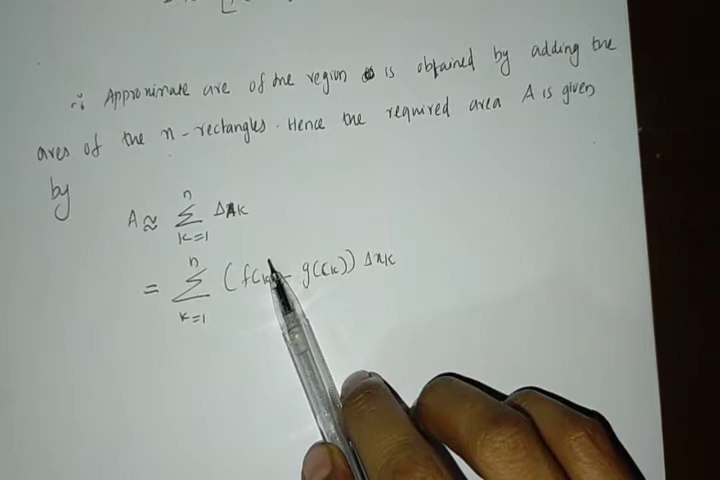 ∴ Approximate are of the region is obtained by adding the
ares of the n-rectangles. Hence the required area A is given
by
A ≈ n Σ k=1 ΔAk
= n Σ k=1 (f(ck) - g(ck)) Δxk